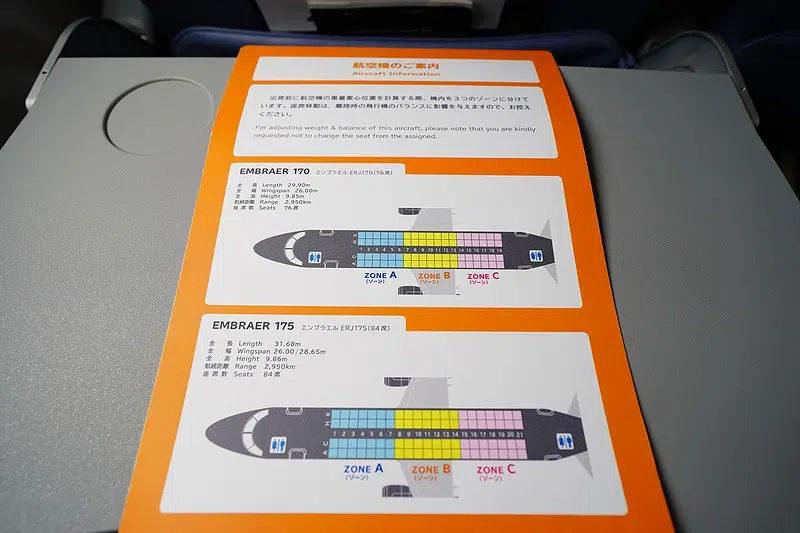 航空機のご案内
Aircraft Information
出発前に航空機の重量重心位置を計算する際、機内を3つのゾーンに分けて
います。座席移動は、離陸時の飛行機のバランスに影響を与えますので、お控え
ください。
For adjusting weight & balance of this aircraft, please note that you are kindly
requested not to change the seat from the assigned.
EMBRAER 170 エンブラエル ERJ170(76席)
全長 Length 29.90m
全幅 Wingspan 26.00m
全高 Height 9.85m
航続距離 Range 2,950km
座席数 Seats 76席
H K
1 2 3 4 5 6 7 8 9 10 11 12 13 14 15 16 17 18 19
A C
ZONE A ZONE B ZONE C
(ゾーン) (ゾーン) (ゾーン)
EMBRAER 175 エンブラエル ERJ175(84席)
全長 Length 31.68m
全幅 Wingspan 26.00/28.65m
全高 Height 9.86m
航続距離 Range 2,950km
座席数 Seats 84席
H K
1 2 3 4 5 6 7 8 9 10 11 12 13 14 15 16 17 18 19 20 21
A C
ZONE A ZONE B ZONE C
(ゾーン) (ゾーン) (ゾーン)